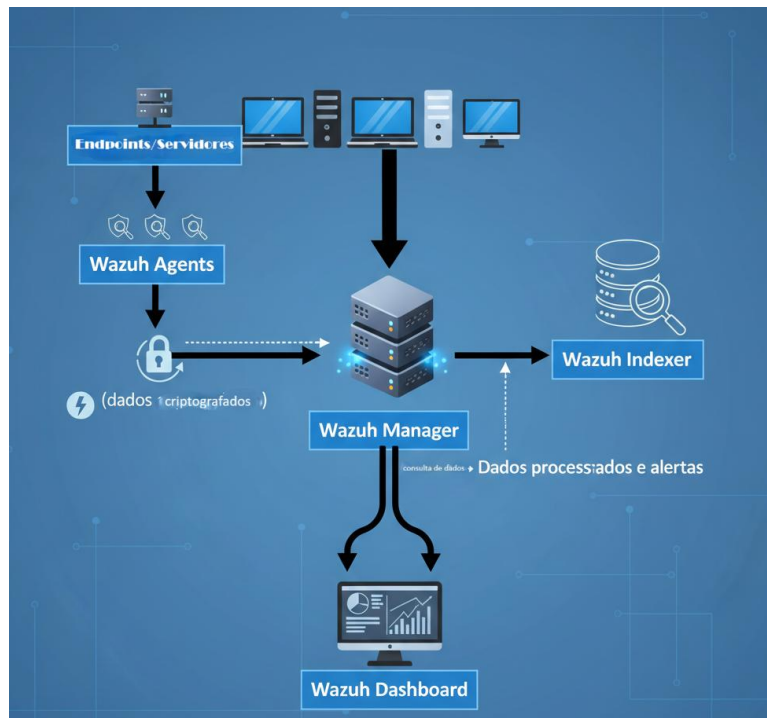 Endpoints/Servidores
Wazuh Agents
(dados criptografados )
Wazuh Manager
Wazuh Indexer
consulta de dados
Dados processados e alertas
Wazuh Dashboard